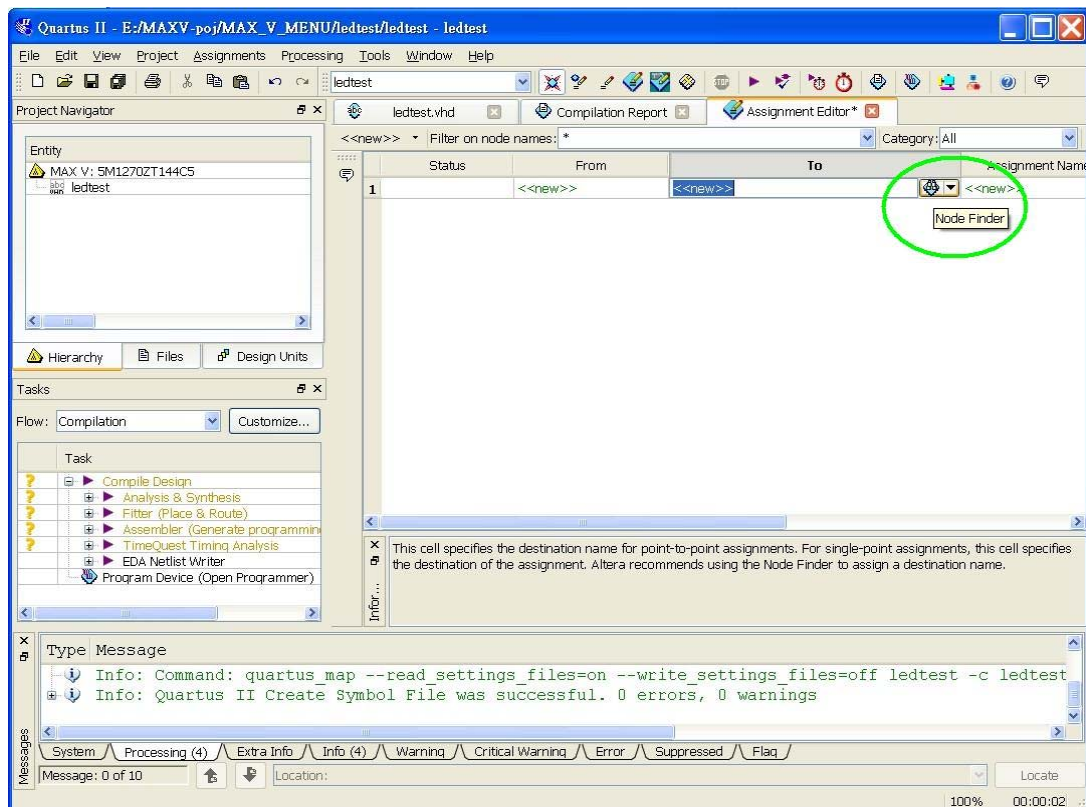 Quartus II - E:/MAXV-poj/MAX_V_MENU/ledtest/ledtest - ledtest
File Edit View Project Assignments Processing Tools Window Help
ledtest
Project Navigator
Entity
MAX V: 5M1270ZT144C5
ledtest
Hierarchy Files Design Units
Tasks
Flow: Compilation Customize...
Task
Compile Design
Analysis & Synthesis
Fitter (Place & Route)
Assembler (Generate programmin
TimeQuest Timing Analysis
EDA Netlist Writer
Program Device (Open Programmer)
ledtest.vhd Compilation Report Assignment Editor*
<<new>> Filter on node names: * Category: All
Status From To Assignment Name
1 <<new>> <<new>> <<new>>
Node Finder
This cell specifies the destination name for point-to-point assignments. For single-point assignments, this cell specifies
the destination of the assignment. Altera recommends using the Node Finder to assign a destination name.
Infor...
Type Message
Info: Command: quartus_map --read_settings_files=on --write_settings_files=off ledtest -c ledtest
Info: Quartus II Create Symbol File was successful. 0 errors, 0 warnings
System Processing (4) Extra Info Info (4) Warning Critical Warning Error Suppressed Flag
Messages
Message: 0 of 10 Location: Locate
100% 00:00:02